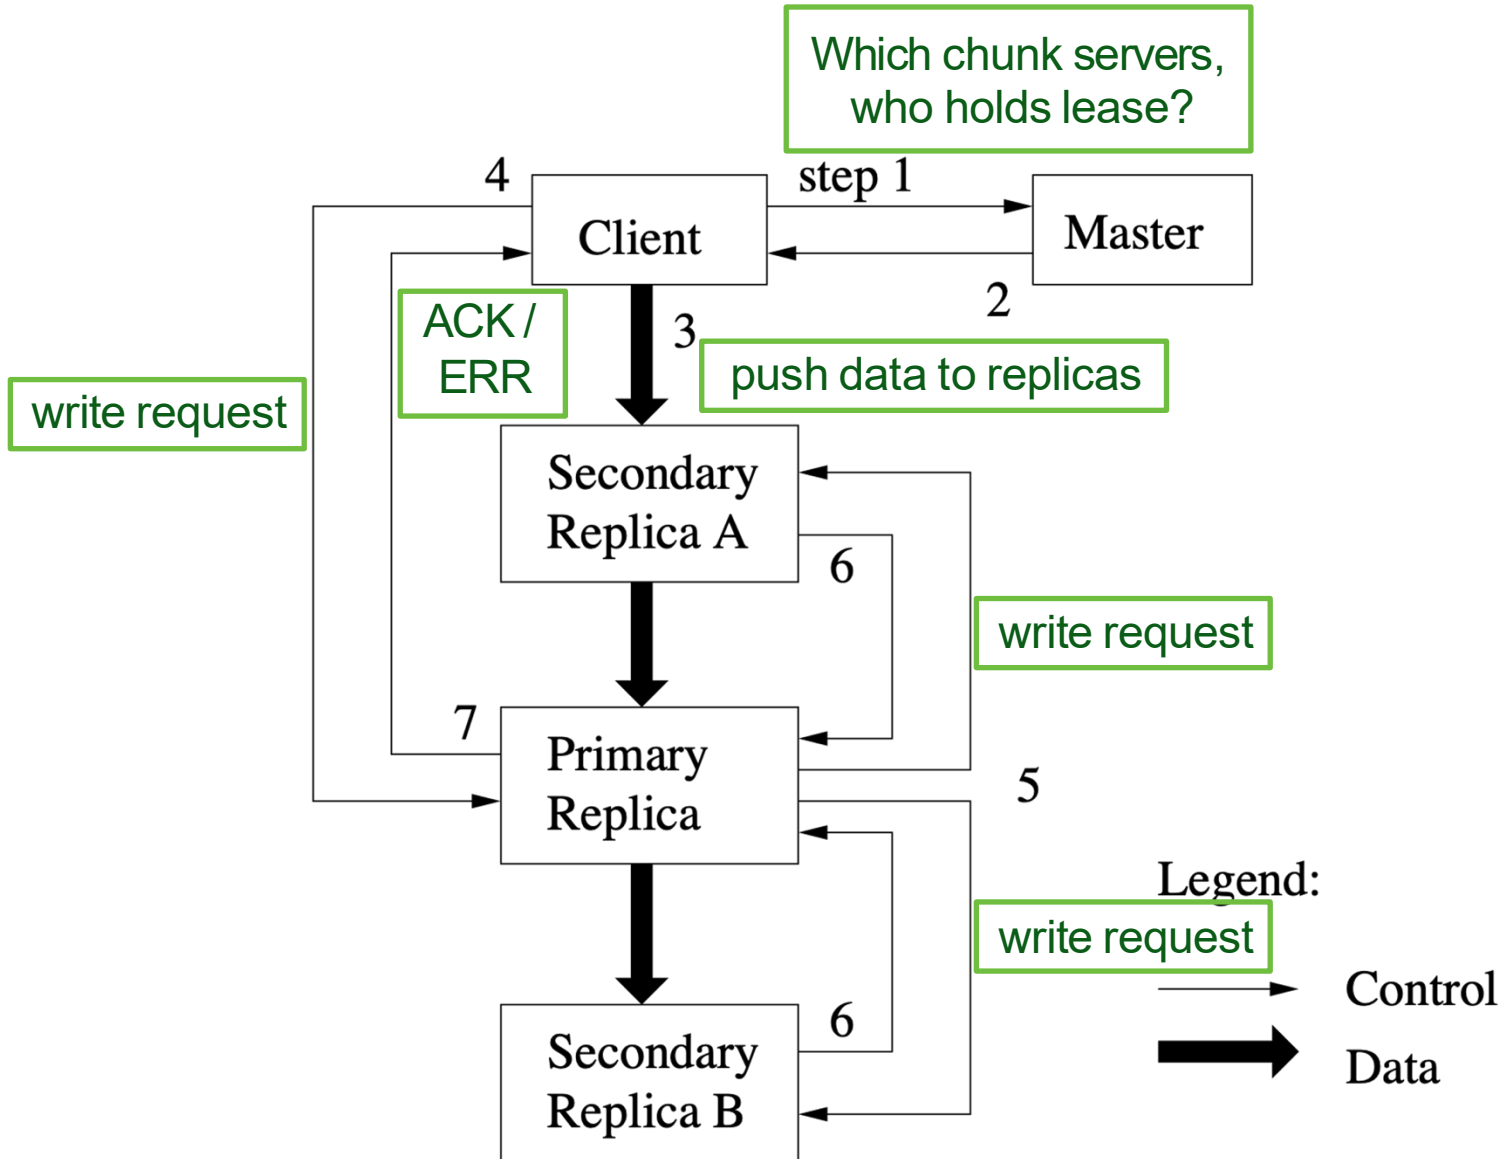 Which chunk servers,
who holds lease?
4
step 1
Client
Master
2
ACK /
ERR
3
push data to replicas
write request
Secondary
Replica A
6
write request
7
Primary
Replica
5
Legend:
write request
Control
6
Secondary
Replica B
Data